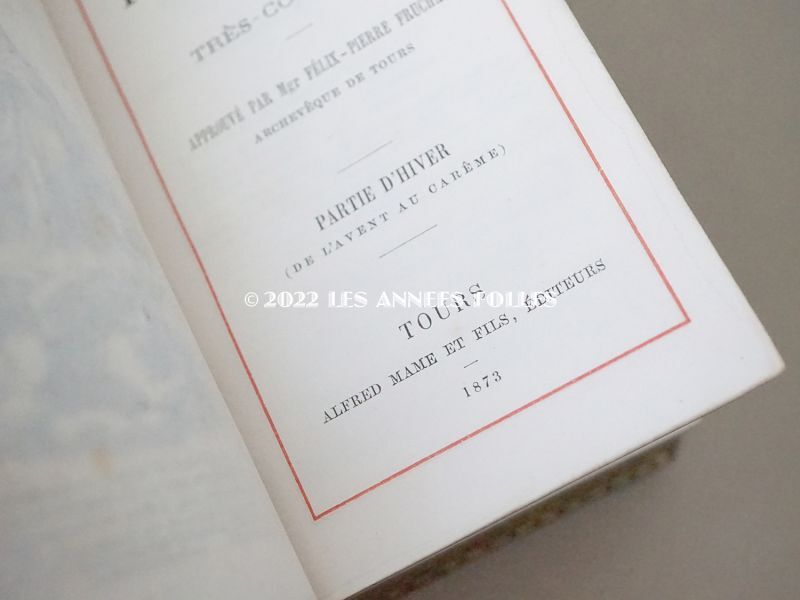 TRÈS-CO
APPROUVÉ PAR Mgr FÉLIX-PIERRE FRUCH
ARCHEVÊQUE DE TOURS
PARTIE D'HIVER
(DE L'AVENT AU CARÊME)
© 2022 LES ANNEES FOLLES
TOURS
ALFRED MAME ET FILS, ÉDITEURS
1873